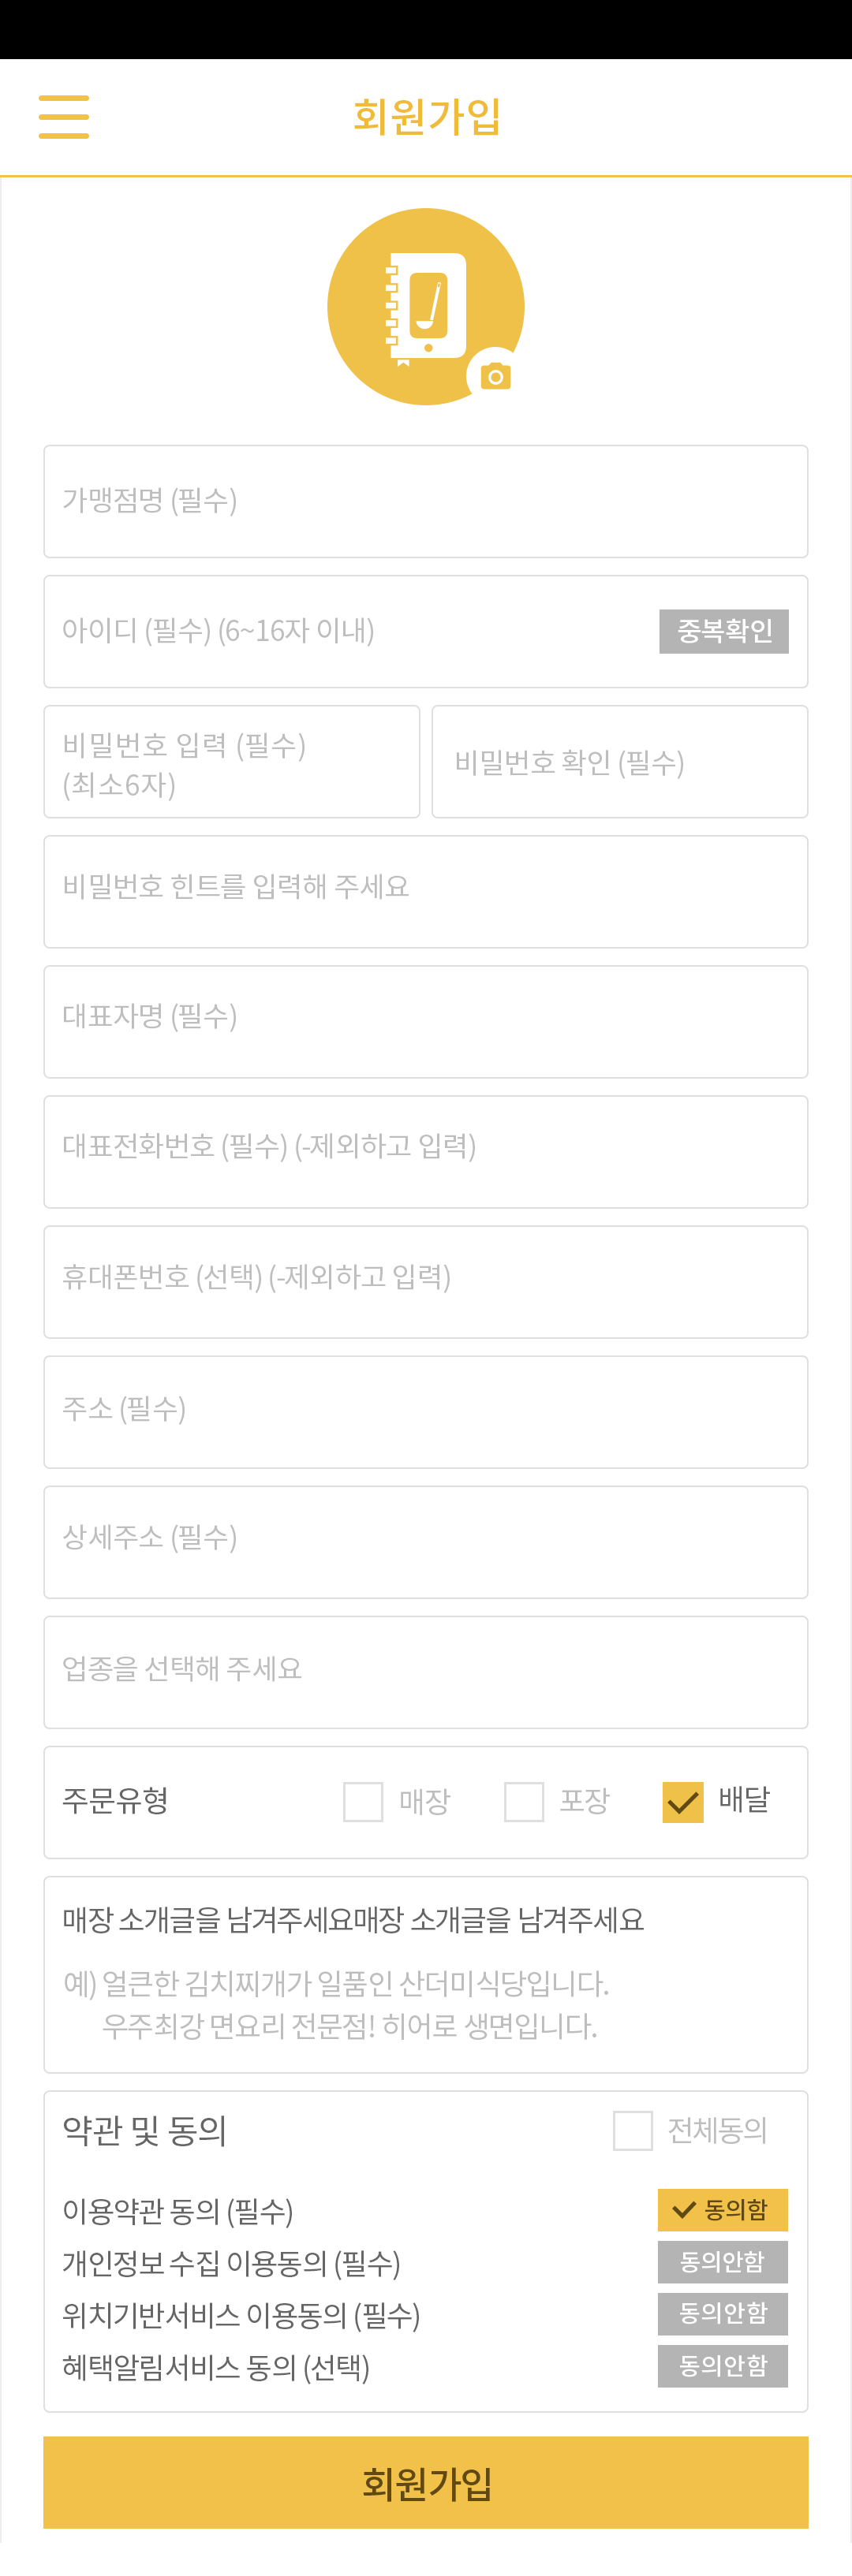 회원가입
가맹점명 (필수)
아이디 (필수) (6~16자 이내) 중복확인
비밀번호 입력 (필수)
(최소6자)
비밀번호 확인 (필수)
비밀번호 힌트를 입력해 주세요
대표자명 (필수)
대표전화번호 (필수) (-제외하고 입력)
휴대폰번호 (선택) (-제외하고 입력)
주소 (필수)
상세주소 (필수)
업종을 선택해 주세요
주문유형 매장 포장 배달
매장 소개글을 남겨주세요매장 소개글을 남겨주세요
예) 얼큰한 김치찌개가 일품인 산더미식당입니다.
우주최강 면요리 전문점! 히어로 생면입니다.
약관 및 동의 전체동의
이용약관 동의 (필수) 동의함
개인정보 수집 이용동의 (필수) 동의안함
위치기반서비스 이용동의 (필수) 동의안함
혜택알림서비스 동의 (선택) 동의안함
회원가입